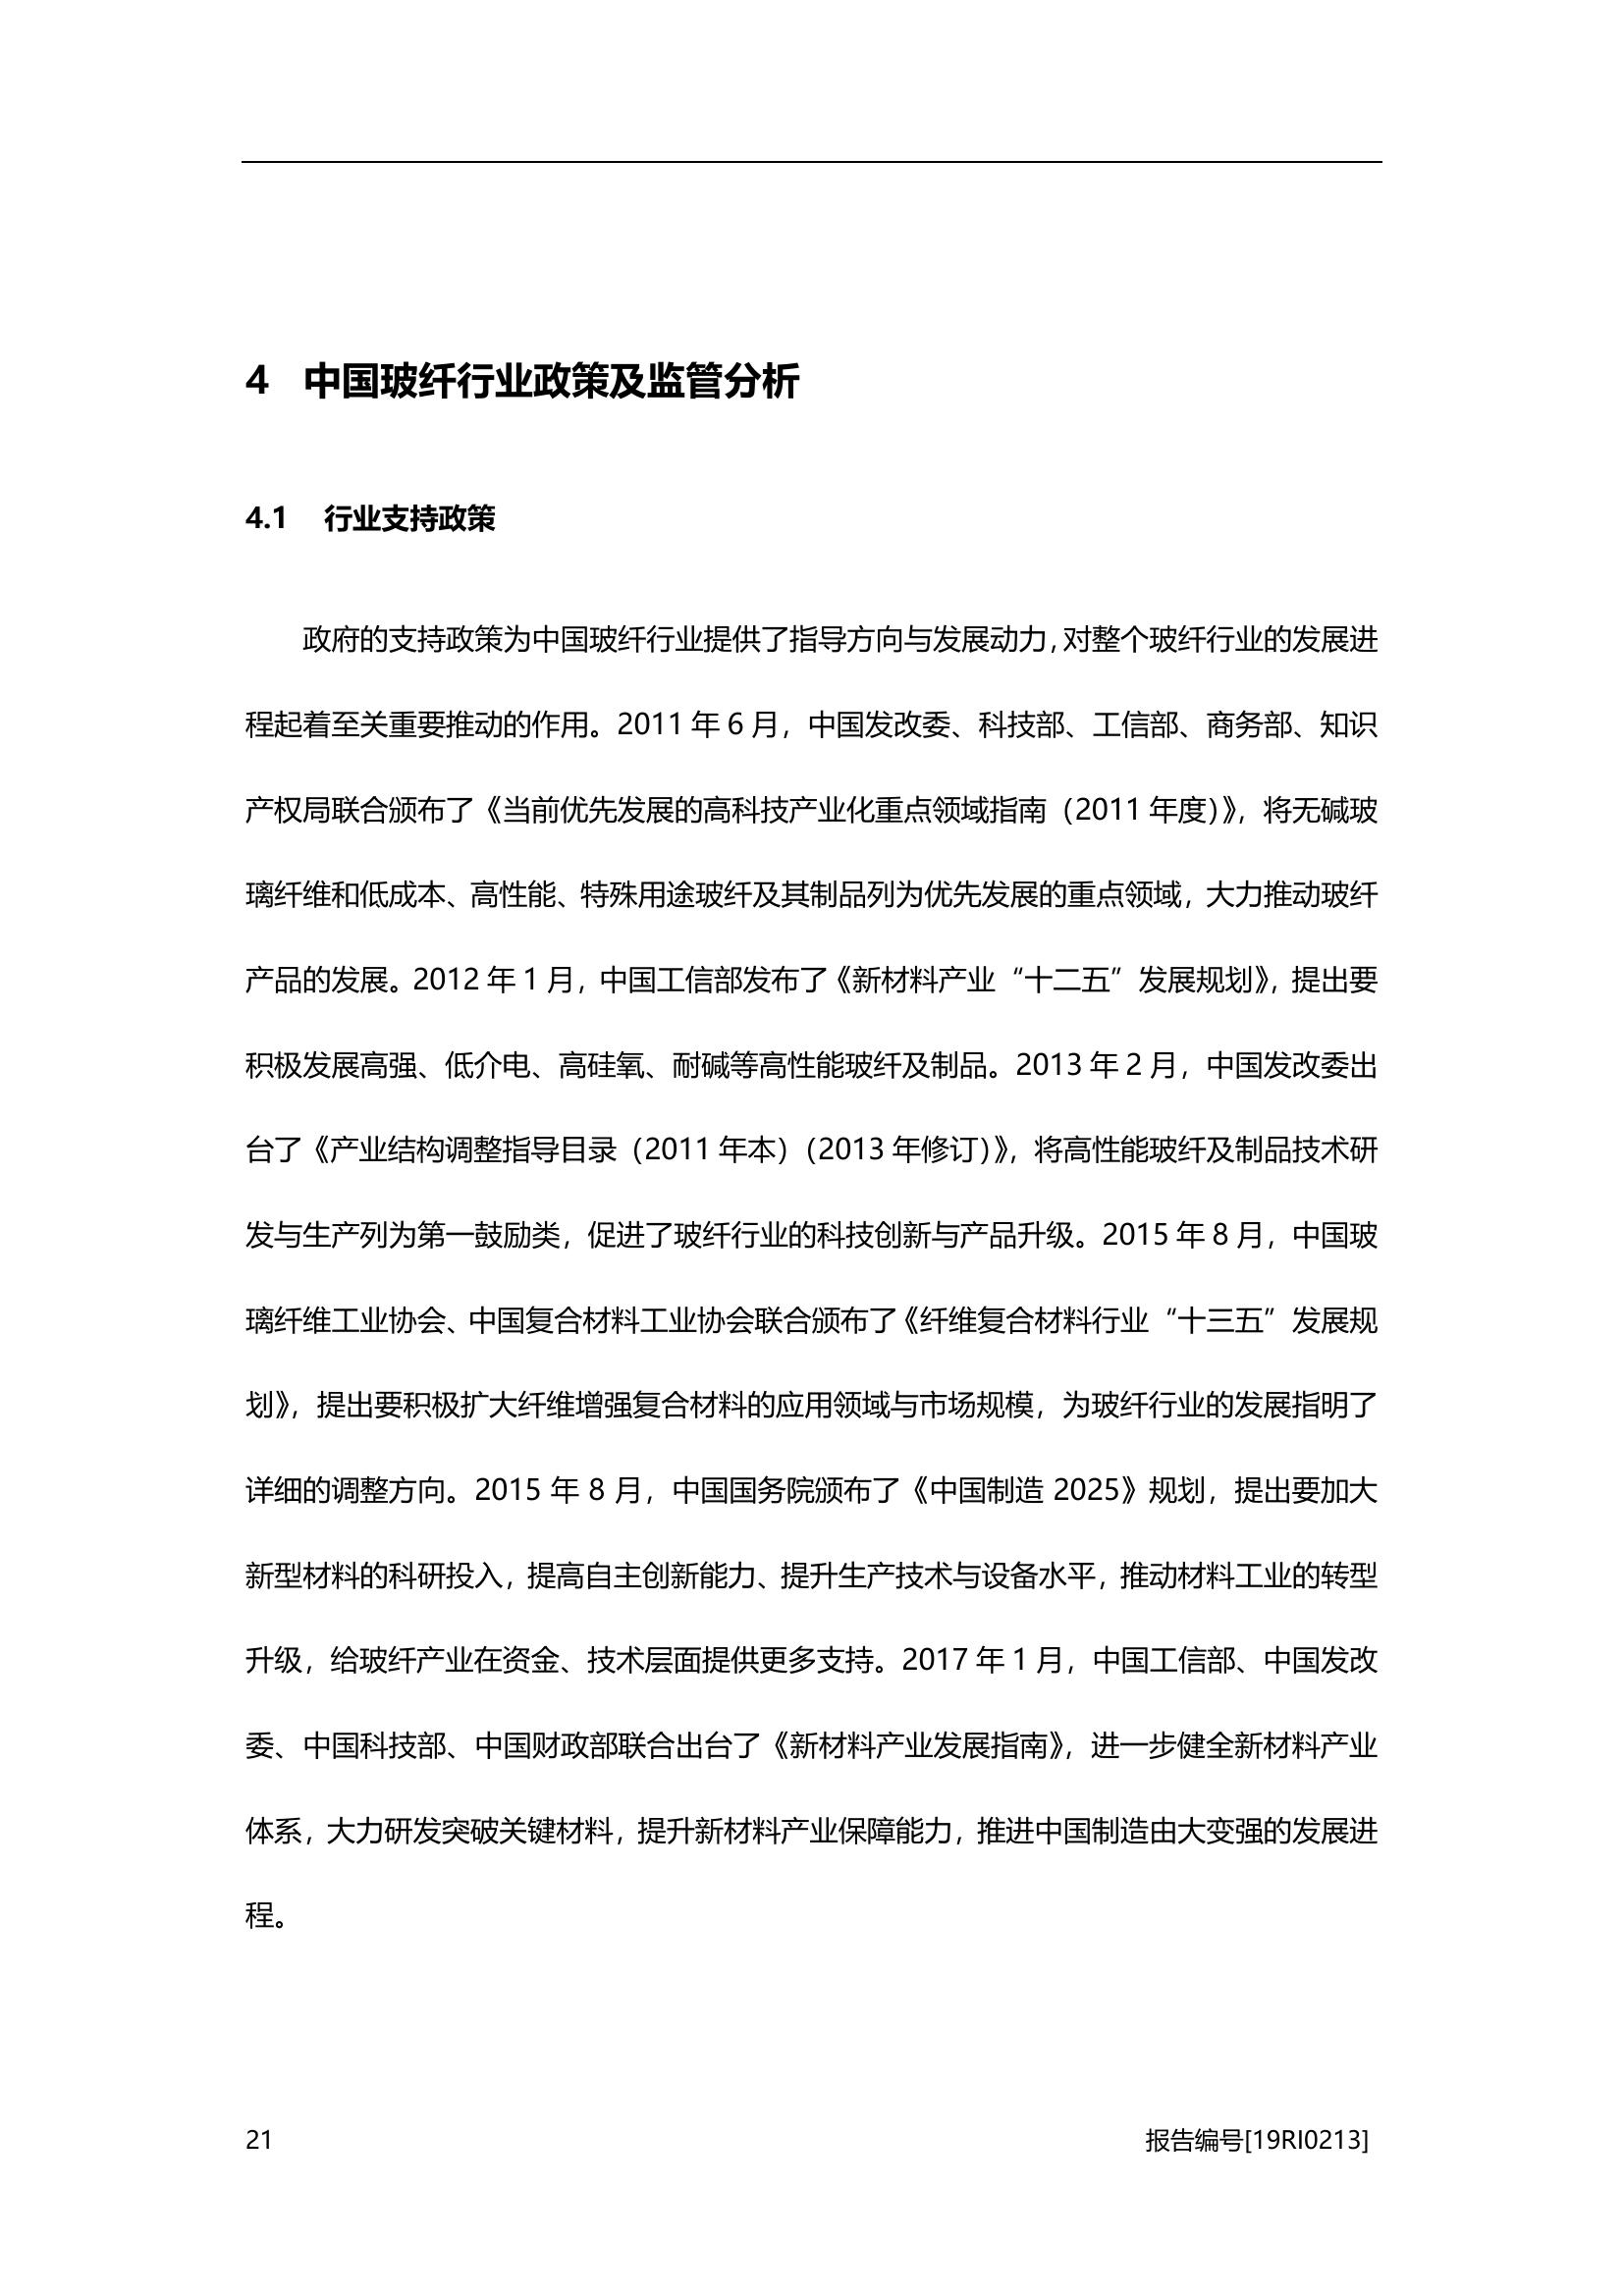 4 中国玻纤行业政策及监管分析
4.1 行业支持政策
政府的支持政策为中国玻纤行业提供了指导方向与发展动力，对整个玻纤行业的发展进
程起着至关重要推动的作用。2011 年 6 月，中国发改委、科技部、工信部、商务部、知识
产权局联合颁布了《当前优先发展的高科技产业化重点领域指南（2011 年度）》，将无碱玻
璃纤维和低成本、高性能、特殊用途玻纤及其制品列为优先发展的重点领域，大力推动玻纤
产品的发展。2012 年 1 月，中国工信部发布了《新材料产业“十二五”发展规划》，提出要
积极发展高强、低介电、高硅氧、耐碱等高性能玻纤及制品。2013 年 2 月，中国发改委出
台了《产业结构调整指导目录（2011 年本）（2013 年修订）》，将高性能玻纤及制品技术研
发与生产列为第一鼓励类，促进了玻纤行业的科技创新与产品升级。2015 年 8 月，中国玻
璃纤维工业协会、中国复合材料工业协会联合颁布了《纤维复合材料行业“十三五”发展规
划》，提出要积极扩大纤维增强复合材料的应用领域与市场规模，为玻纤行业的发展指明了
详细的调整方向。2015 年 8 月，中国国务院颁布了《中国制造 2025》规划，提出要加大
新型材料的科研投入，提高自主创新能力、提升生产技术与设备水平，推动材料工业的转型
升级，给玻纤产业在资金、技术层面提供更多支持。2017 年 1 月，中国工信部、中国发改
委、中国科技部、中国财政部联合出台了《新材料产业发展指南》，进一步健全新材料产业
体系，大力研发突破关键材料，提升新材料产业保障能力，推进中国制造由大变强的发展进
程。
21 报告编号[19RI0213]